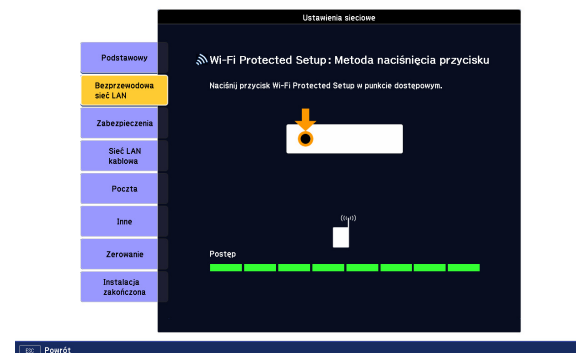 Ustawienia sieciowe
Podstawowy
Bezprzewodowa
sieć LAN
Zabezpieczenia
Sieć LAN
kablowa
Poczta
Inne
Zerowanie
Instalacja
zakończona
Wi-Fi Protected Setup: Metoda naciśnięcia przycisku
Naciśnij przycisk Wi-Fi Protected Setup w punkcie dostępowym.
Postęp
ESC Powrót